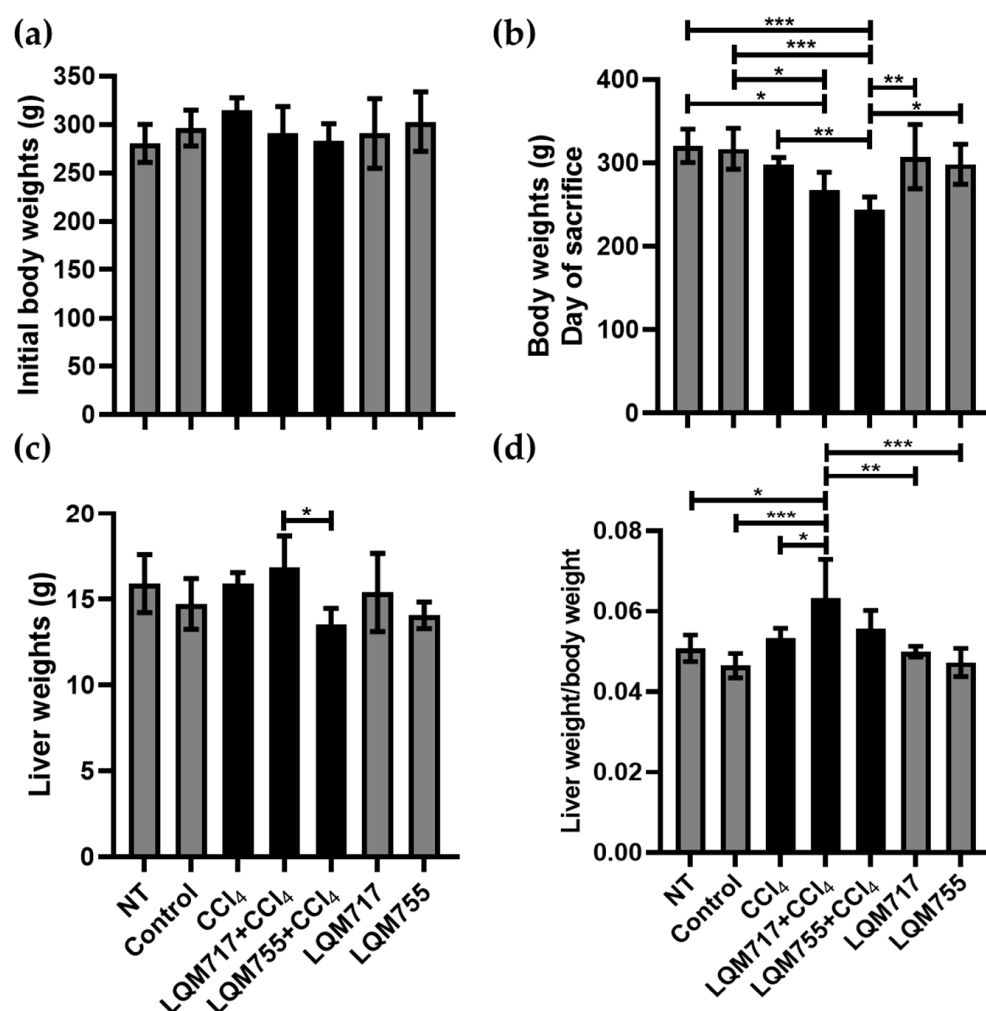 (a)
Initial body weights (g)
350
300
250
200
150
100
50
0
(b)
Body weights (g)
Day of sacrifice
400
300
200
100
0
***
***
*
**
*
*
**
(c)
Liver weights (g)
20
15
10
5
0
*
NT
Control
CCl₄
LQM717+CCl₄
LQM755+CCl₄
LQM717
LQM755
(d)
Liver weight/body weight
0.08
0.06
0.04
0.02
0.00
***
**
*
***
*
NT
Control
CCl₄
LQM717+CCl₄
LQM755+CCl₄
LQM717
LQM755